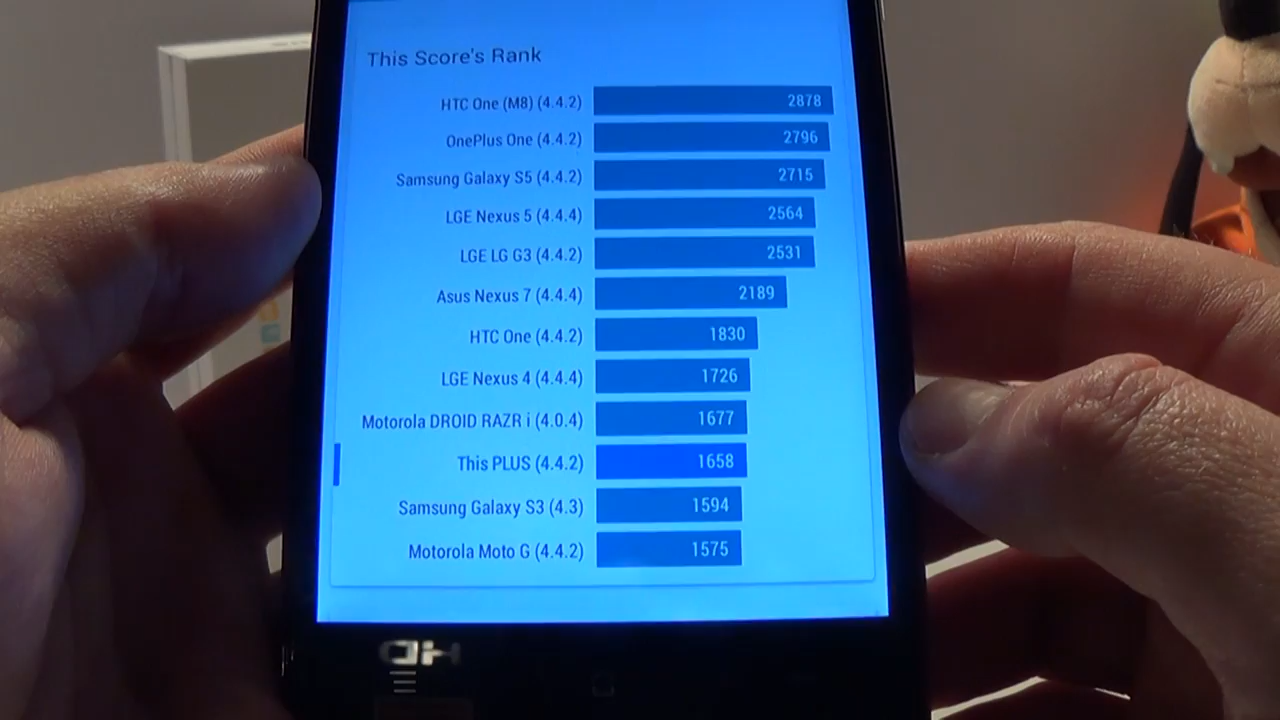 This Score's Rank
HTC One (M8) (4.4.2) 2878
OnePlus One (4.4.2) 2796
Samsung Galaxy S5 (4.4.2) 2715
LGE Nexus 5 (4.4.4) 2564
LGE LG G3 (4.4.2) 2531
Asus Nexus 7 (4.4.4) 2189
HTC One (4.4.2) 1830
LGE Nexus 4 (4.4.4) 1726
Motorola DROID RAZR i (4.0.4) 1677
This PLUS (4.4.2) 1658
Samsung Galaxy S3 (4.3) 1594
Motorola Moto G (4.4.2) 1575